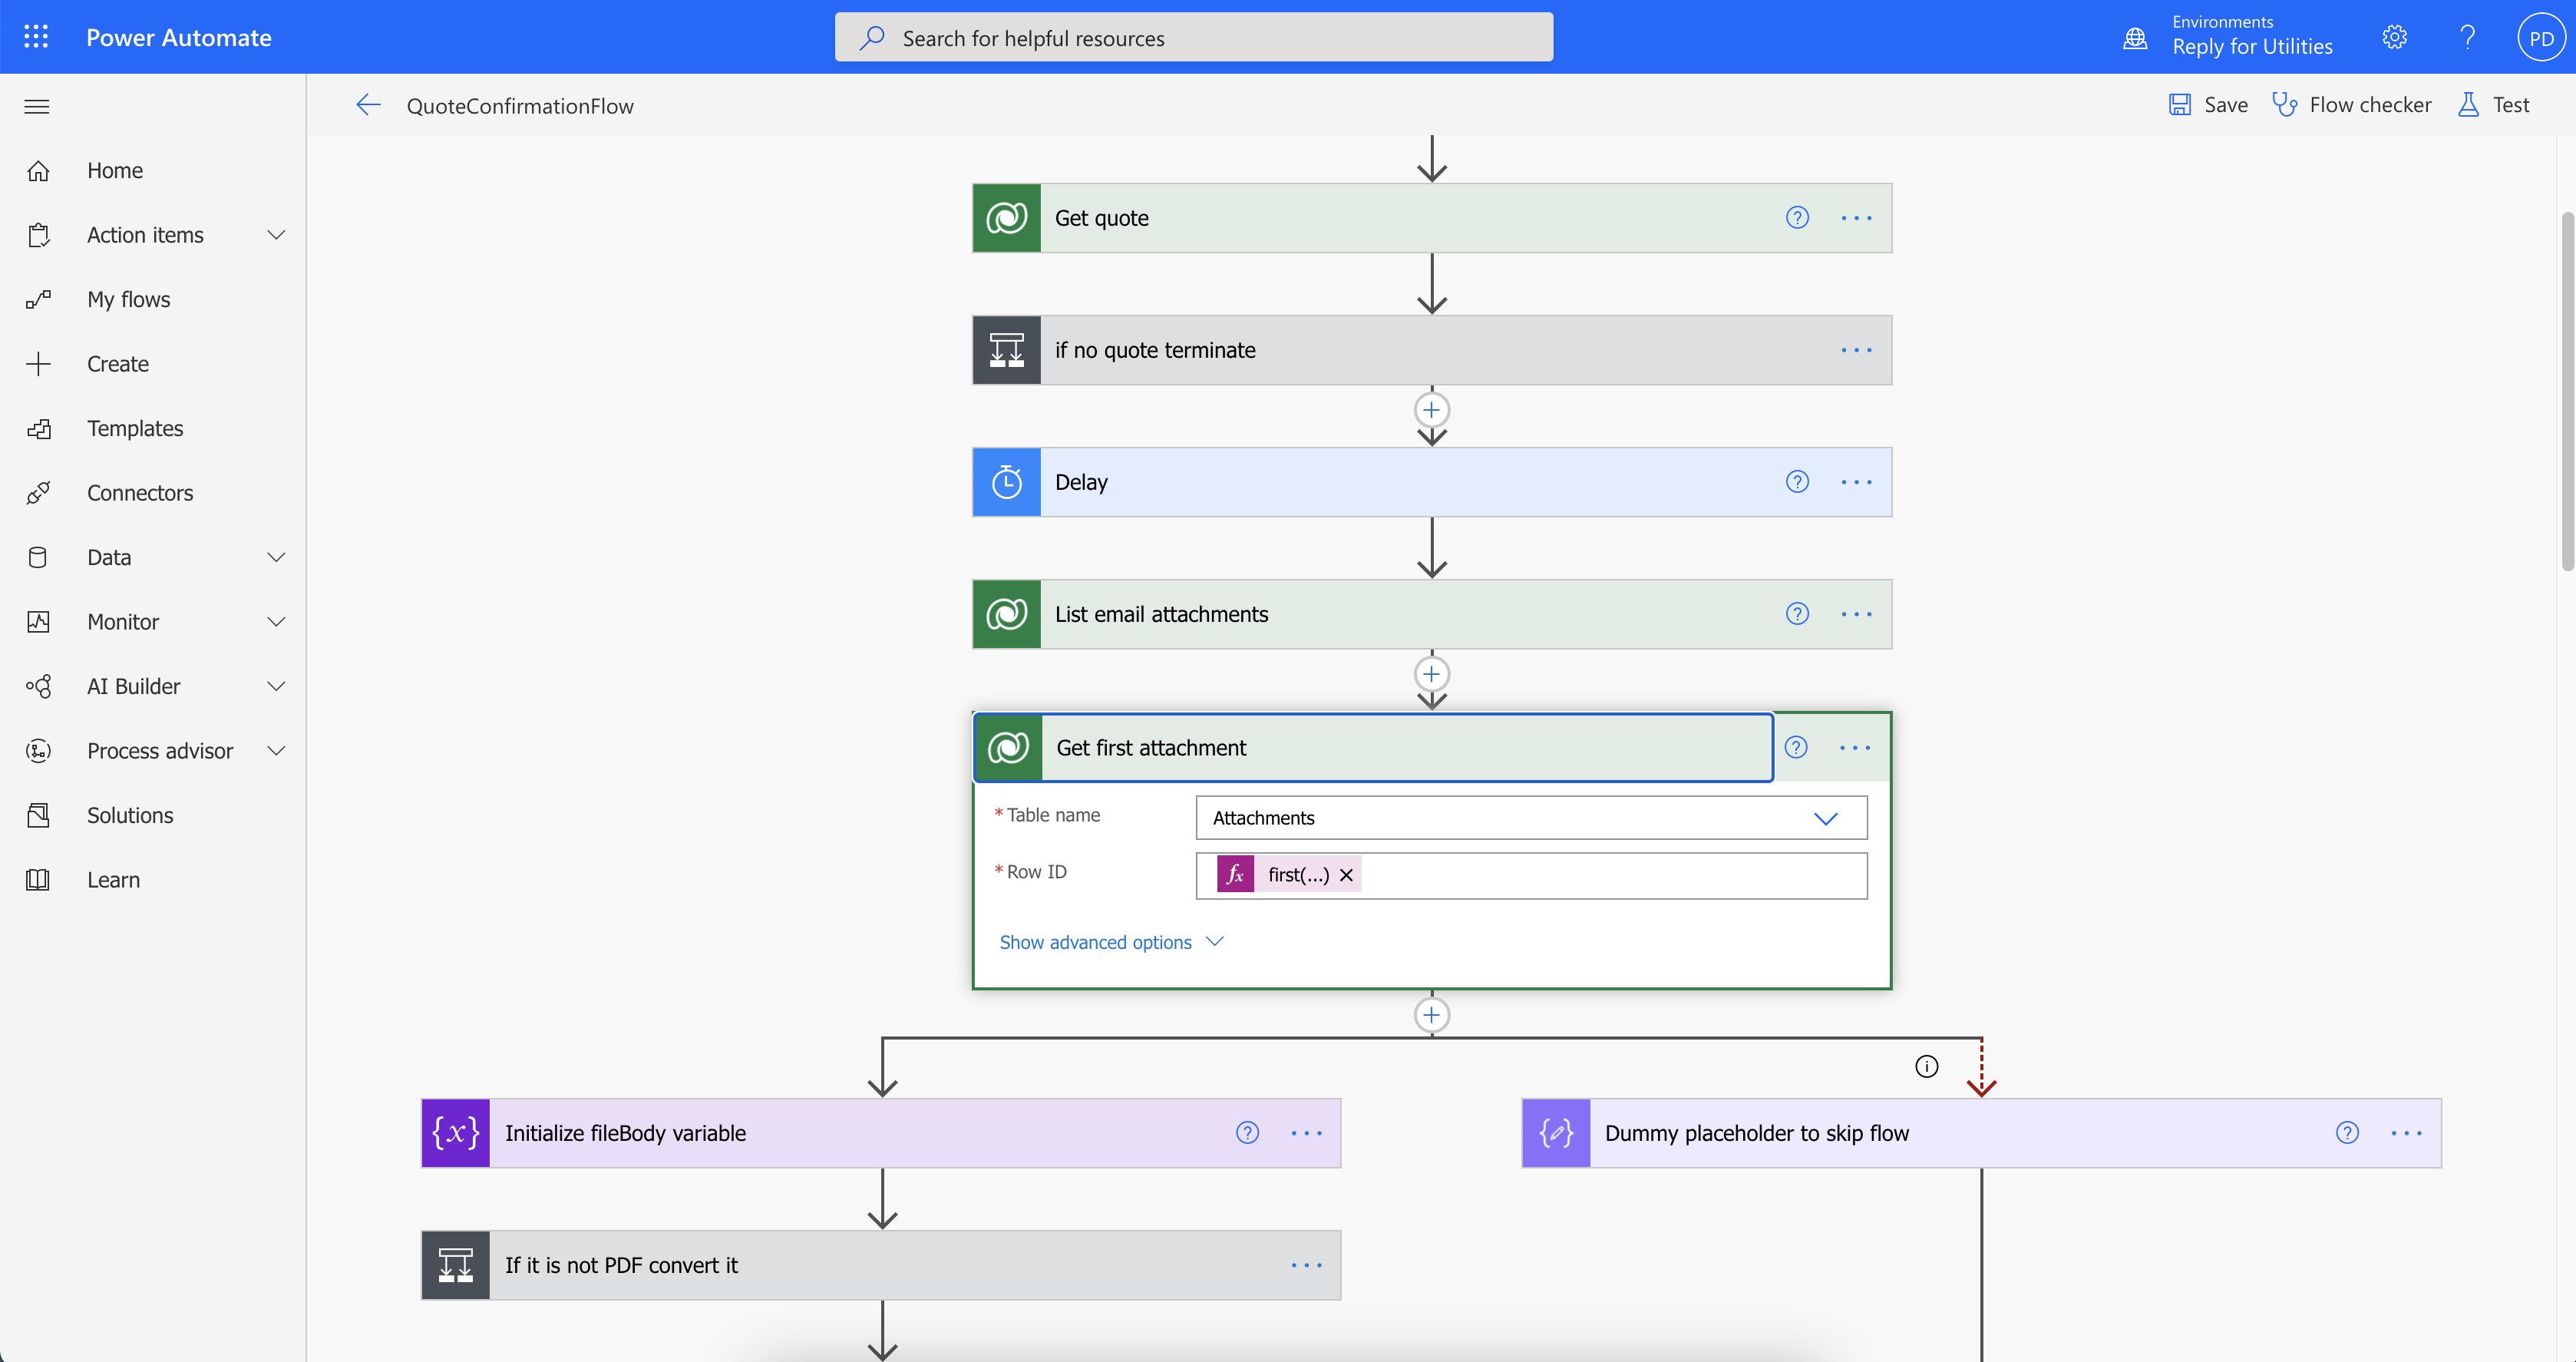 Power Automate
Search for helpful resources
Environments
Reply for Utilities
PD
QuoteConfirmationFlow
Save
Flow checker
Test
Home
Action items
My flows
Create
Templates
Connectors
Data
Monitor
AI Builder
Process advisor
Solutions
Learn
Get quote
if no quote terminate
Delay
List email attachments
Get first attachment
* Table name
Attachments
* Row ID
fx first(...)
Show advanced options
Initialize fileBody variable
Dummy placeholder to skip flow
If it is not PDF convert it